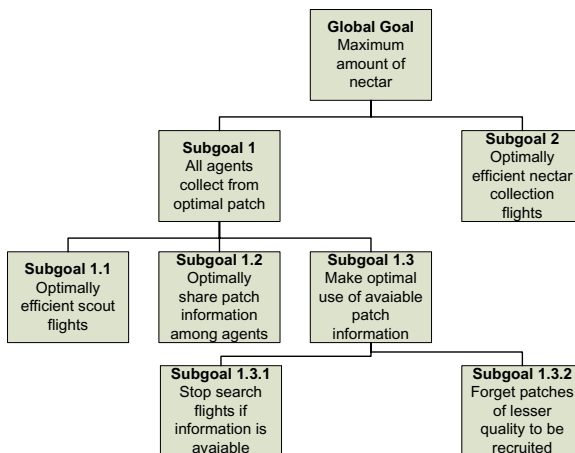 Global Goal
Maximum
amount of
nectar
Subgoal 1
All agents
collect from
optimal patch
Subgoal 2
Optimally
efficient nectar
collection
flights
Subgoal 1.1
Optimally
efficient scout
flights
Subgoal 1.2
Optimally
share patch
information
among agents
Subgoal 1.3
Make optimal
use of avaiable
patch
information
Subgoal 1.3.1
Stop search
flights if
information is
avaiable
Subgoal 1.3.2
Forget patches
of lesser
quality to be
recruited